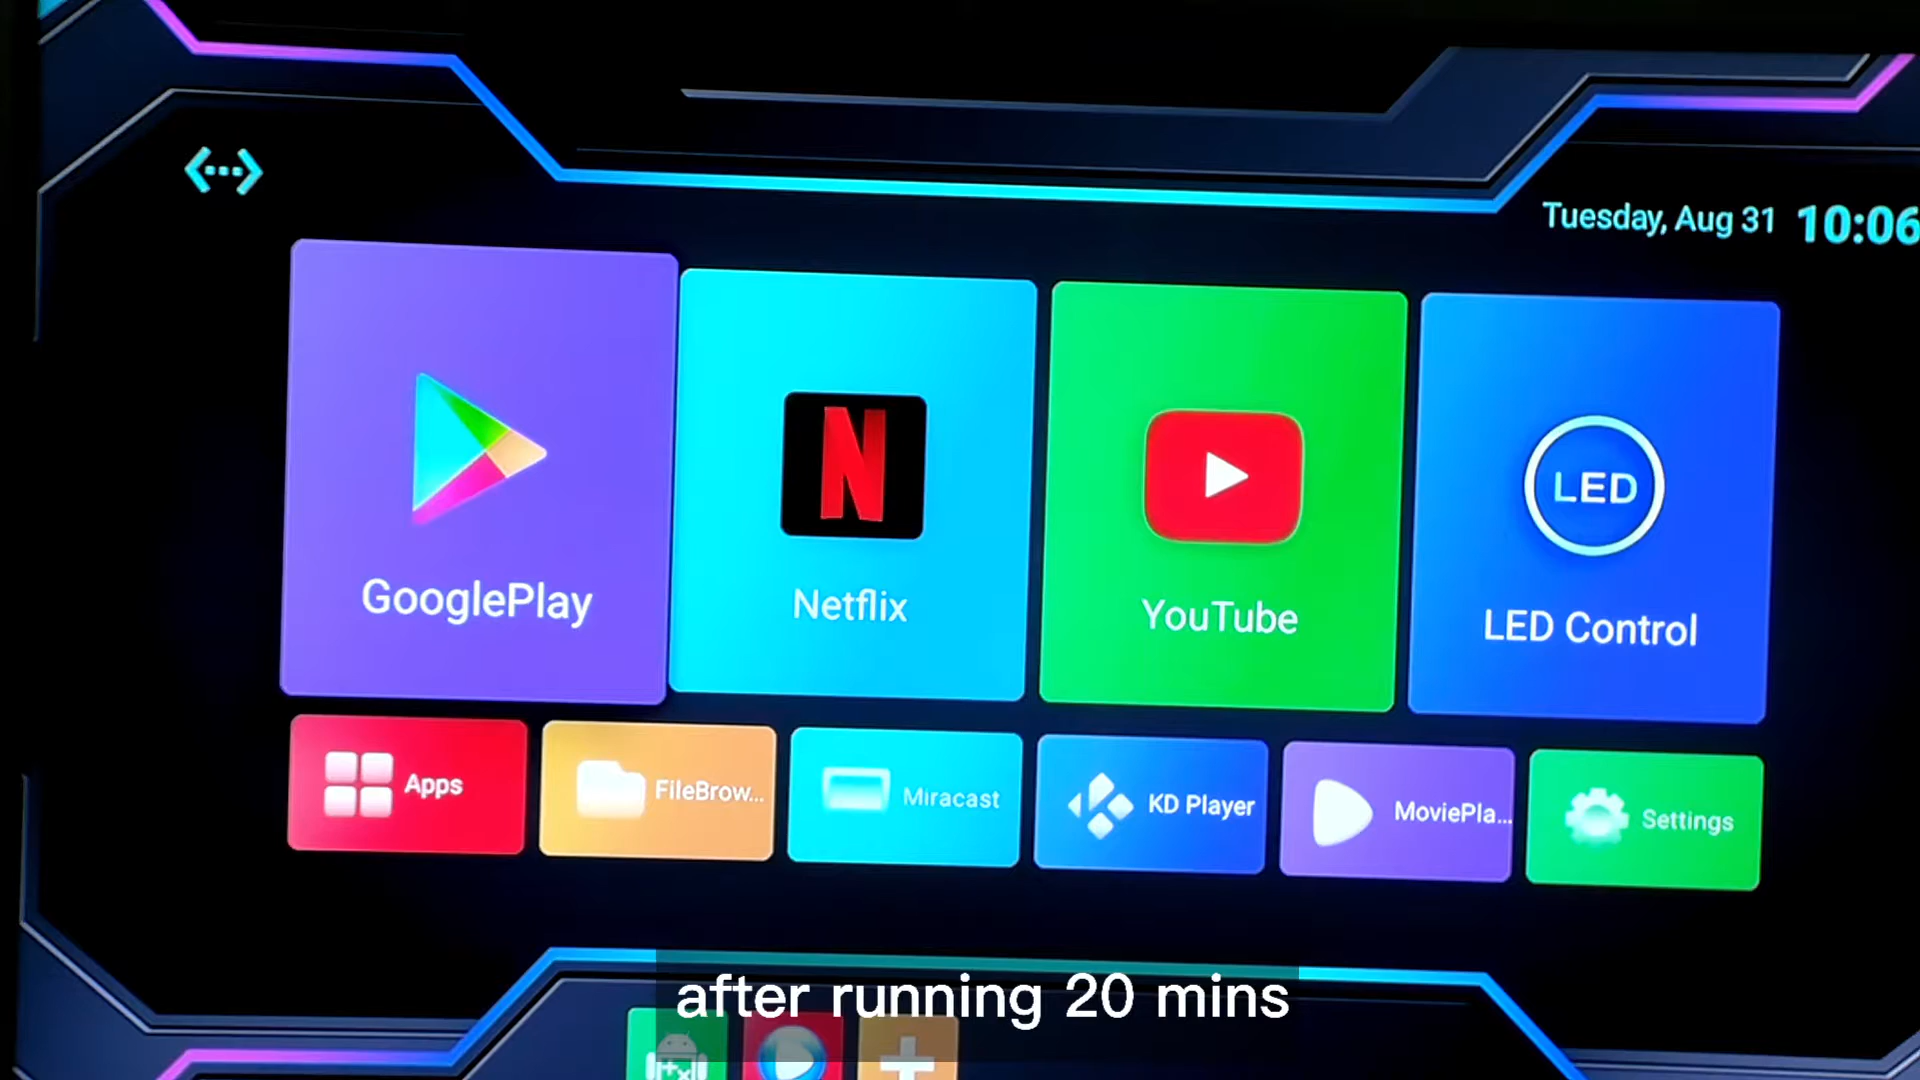 Tuesday, Aug 31 10:06
LED
GooglePlay
Netflix
YouTube
LED Control
Apps
FileBrow...
Miracast
KD Player
MoviePla...
Settings
after running 20 mins